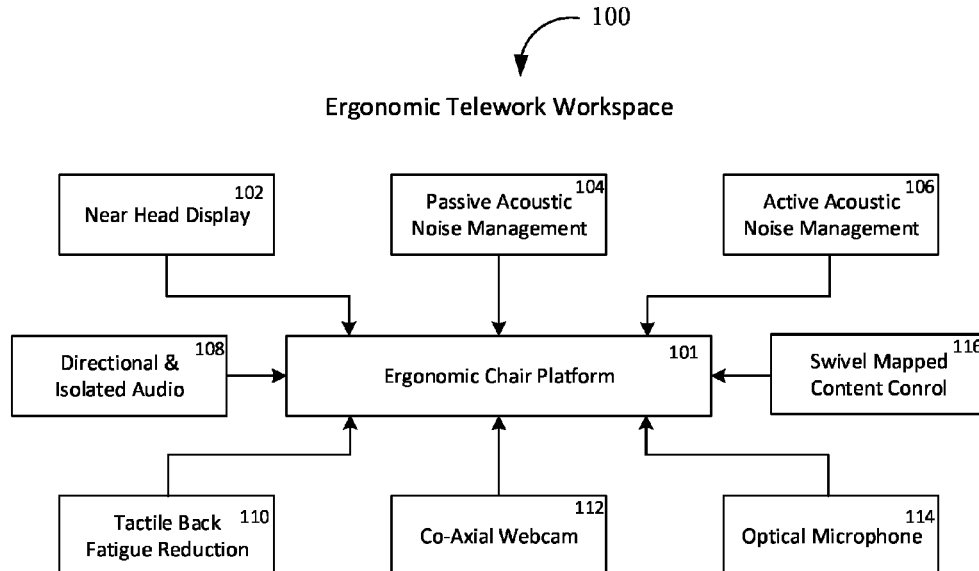 100
Ergonomic Telework Workspace
102
Near Head Display
104
Passive Acoustic
Noise Management
106
Active Acoustic
Noise Management
108
Directional &
Isolated Audio
101
Ergonomic Chair Platform
116
Swivel Mapped
Content Conrol
110
Tactile Back
Fatigue Reduction
112
Co-Axial Webcam
114
Optical Microphone